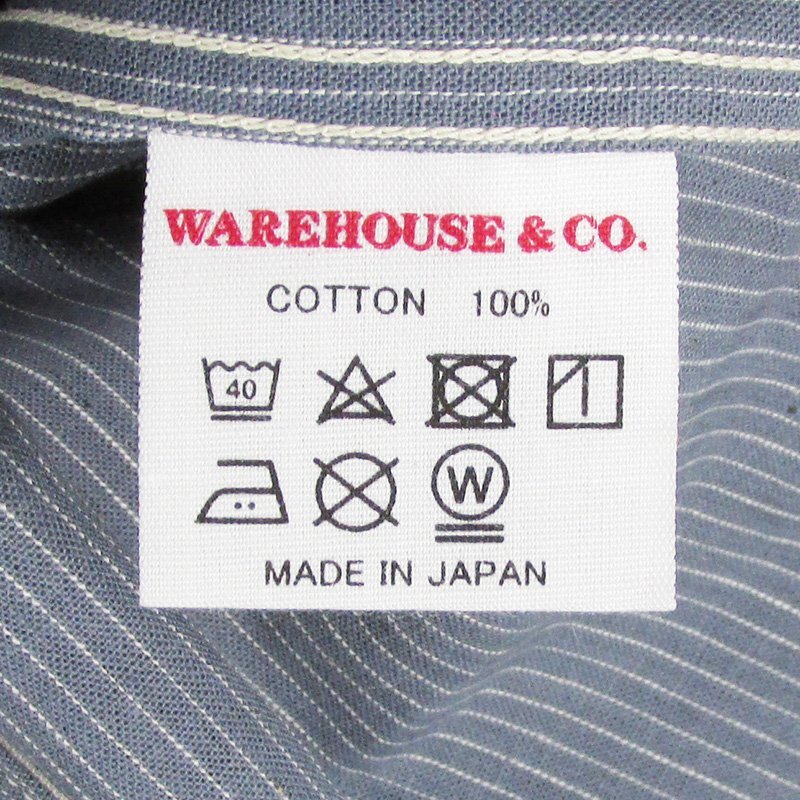 WAREHOUSE & CO.
COTTON 100%
40
W
MADE IN JAPAN